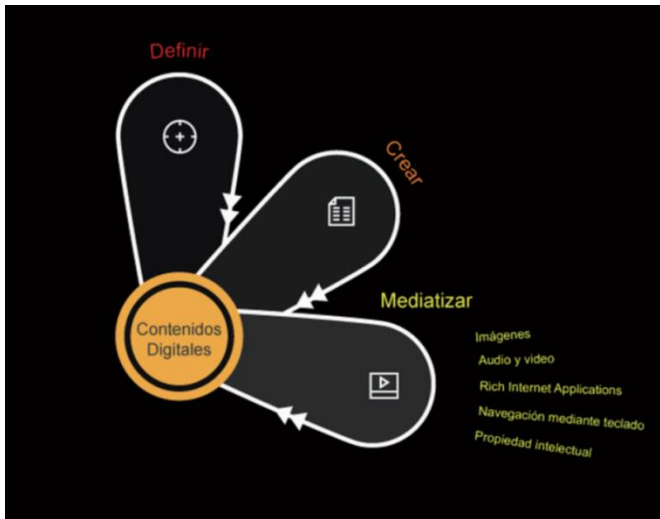 Definir
Crear
Mediatizar
Contenidos
Digitales
Imágenes
Audio y video
Rich Internet Applications
Navegación mediante teclado
Propiedad intelectual